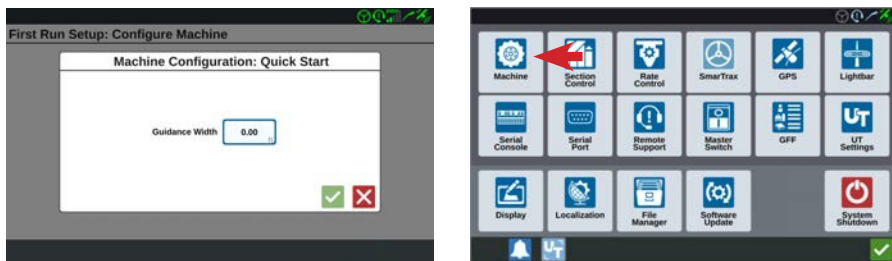 First Run Setup: Configure Machine
Machine Configuration: Quick Start
Guidance Width
0.00
Machine
Section
Control
Rate
Control
SmarTrax
GPS
Lightbar
Serial
Console
Serial
Port
Remote
Support
Master
Switch
GFF
UT
UT
Settings
Display
Localization
File
Manager
Software
Update
System
Shutdown
UT